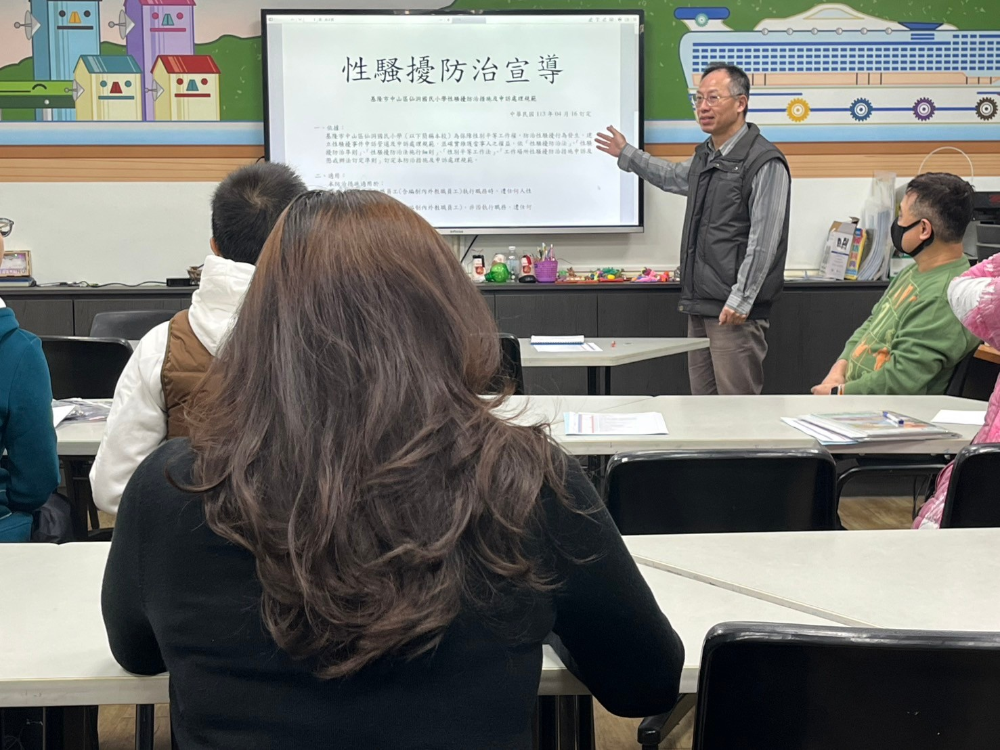 性騷擾防治宣導
基隆市中山區仙洞國民小學性騷擾防治措施及申訴處理規範
中華民國 113 年 04 月 16 訂定
一、依據：
基隆市中山區仙洞國民小學（以下簡稱本校）為保障性別平等工作權，防治性騷擾行為發生，建
立性騷擾事件申訴管道及申訴處理規範，並確實維護當事人之權益，依「性騷擾防治法」、「性騷
擾防治準則」、「性騷擾防治法施行細則」、「性別平等工作法」、「工作場所性騷擾防治措施申訴及
懲戒辦法訂定準則」訂定本防治措施及申訴處理規範。
二、適用：
本防治措施適用於：
職員工(含編制內外教職員工)執行職務時，遭任何人性
編制內外教職員工)，非因執行職務，遭任何